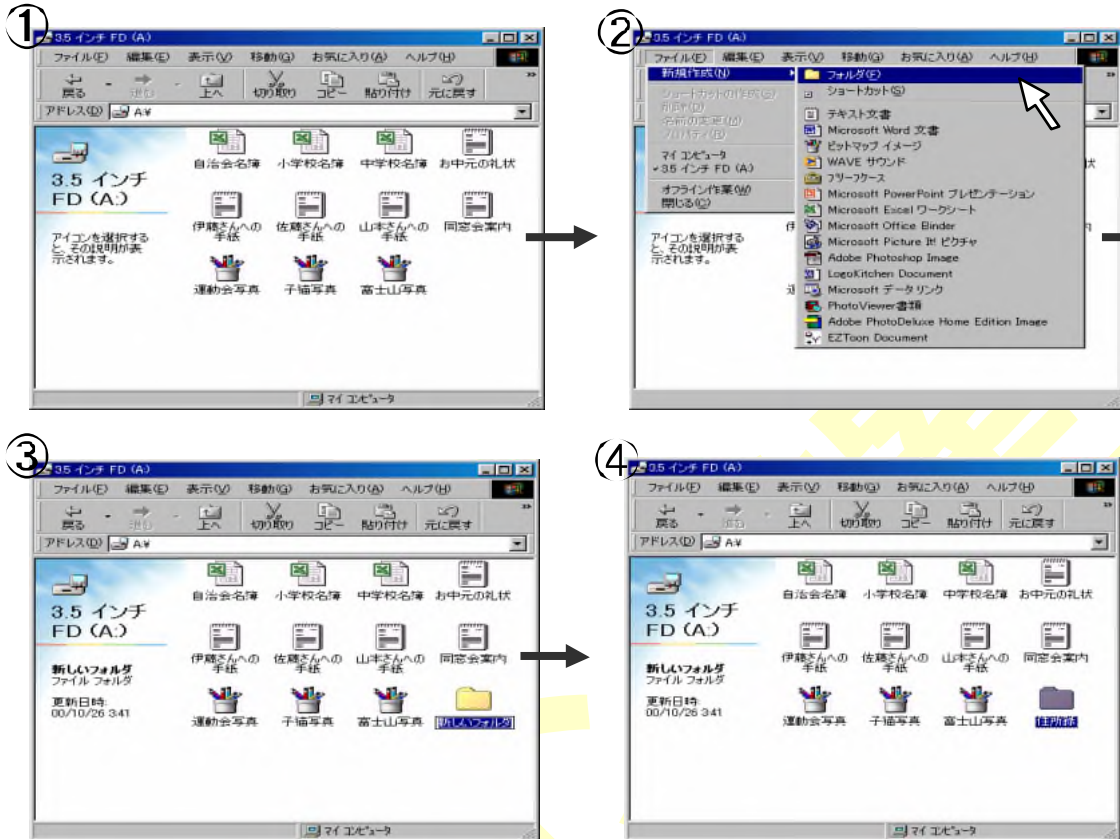 ①
3.5 インチ FD (A:)
ファイル(F) 編集(E) 表示(V) 移動(G) お気に入り(A) ヘルプ(H)
戻る 進む 上へ 切り取り コピー 貼り付け 元に戻す »
アドレス(D) A:¥
3.5 インチ
FD (A:)
アイコンを選択する
と、その説明が表
示されます。
自治会名簿 小学校名簿 中学校名簿 お中元の礼状
伊藤さんへの
手紙
佐藤さんへの
手紙
山本さんへの
手紙
同窓会案内
運動会写真 子猫写真 富士山写真
マイ コンピュータ
②
3.5 インチ FD (A:)
ファイル(F) 編集(E) 表示(V) 移動(G) お気に入り(A) ヘルプ(H)
新規作成(N)
ショートカットの作成(S)
削除(D)
名前の変更(M)
プロパティ(R)
マイ コンピュータ
3.5 インチ FD (A)
オフライン作業(W)
閉じる(C)
フォルダ(F)
ショートカット(S)
テキスト文書
Microsoft Word 文書
ビットマップ イメージ
WAVE サウンド
ブリーフケース
Microsoft PowerPoint プレゼンテーション
Microsoft Excel ワークシート
Microsoft Office Binder
Microsoft Picture It! ピクチャ
Adobe Photoshop Image
LogoKitchen Document
Microsoft データ リンク
PhotoViewer書類
Adobe PhotoDeluxe Home Edition Image
EZToon Document
アイコンを選択する
と、その説明が表
示されます。
③
3.5 インチ FD (A:)
ファイル(F) 編集(E) 表示(V) 移動(G) お気に入り(A) ヘルプ(H)
戻る 進む 上へ 切り取り コピー 貼り付け 元に戻す »
アドレス(D) A:¥
3.5 インチ
FD (A:)
新しいフォルダ
ファイル フォルダ
更新日時:
00/10/26 3:41
自治会名簿 小学校名簿 中学校名簿 お中元の礼状
伊藤さんへの
手紙
佐藤さんへの
手紙
山本さんへの
手紙
同窓会案内
運動会写真 子猫写真 富士山写真 新しいフォルダ
マイ コンピュータ
④
3.5 インチ FD (A:)
ファイル(F) 編集(E) 表示(V) 移動(G) お気に入り(A) ヘルプ(H)
戻る 進む 上へ 切り取り コピー 貼り付け 元に戻す »
アドレス(D) A:¥
3.5 インチ
FD (A:)
新しいフォルダ
ファイル フォルダ
更新日時:
00/10/26 3:41
自治会名簿 小学校名簿 中学校名簿 お中元の礼状
伊藤さんへの
手紙
佐藤さんへの
手紙
山本さんへの
手紙
同窓会案内
運動会写真 子猫写真 富士山写真 住所録
マイ コンピュータ